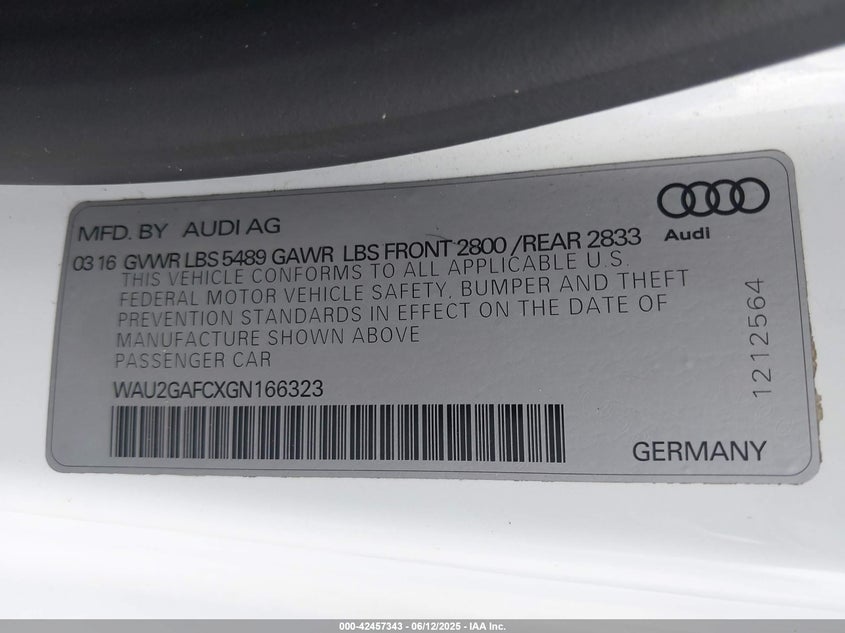 MFD. BY AUDI AG
Audi
03 16 GVWR LBS 5489 GAWR LBS FRONT 2800 /REAR 2833
THIS VEHICLE CONFORMS TO ALL APPLICABLE U.S.
FEDERAL MOTOR VEHICLE SAFETY, BUMPER AND THEFT
PREVENTION STANDARDS IN EFFECT ON THE DATE OF
MANUFACTURE SHOWN ABOVE
PASSENGER CAR
WAU2GAFCXGN166323
1212564
GERMANY
000-42457343 - 06/12/2025 - IAA Inc.